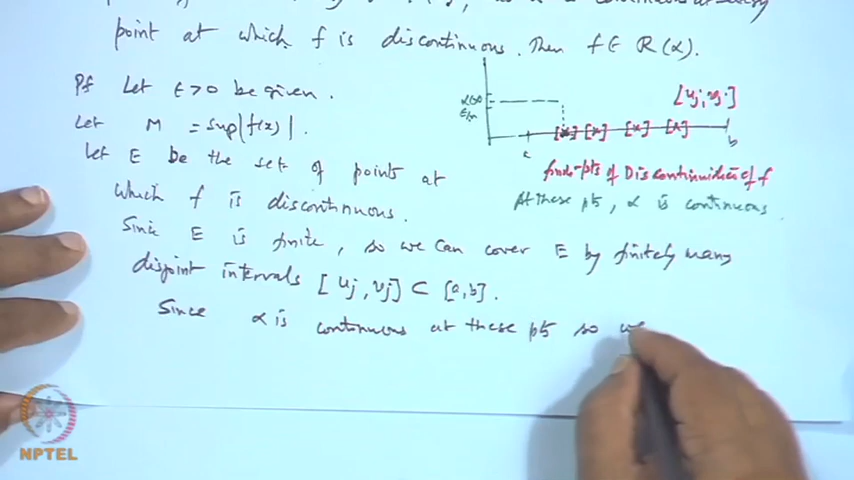 point at which f is discontinuous. Then f ∈ R(α).
Pf Let ε>0 be given.
Let M = sup|f(x)|.
Let E be the set of points at
which f is discontinuous.
Since E is finite, so we can cover E by finitely many
disjoint intervals [uj, vj] ⊂ [a,b].
Since α is continuous at these pts so we
[uj, vj]
[x] [x] [x] [x]
b
finite-pts of Discontinuities of f
At these pts, α is continuous
NPTEL